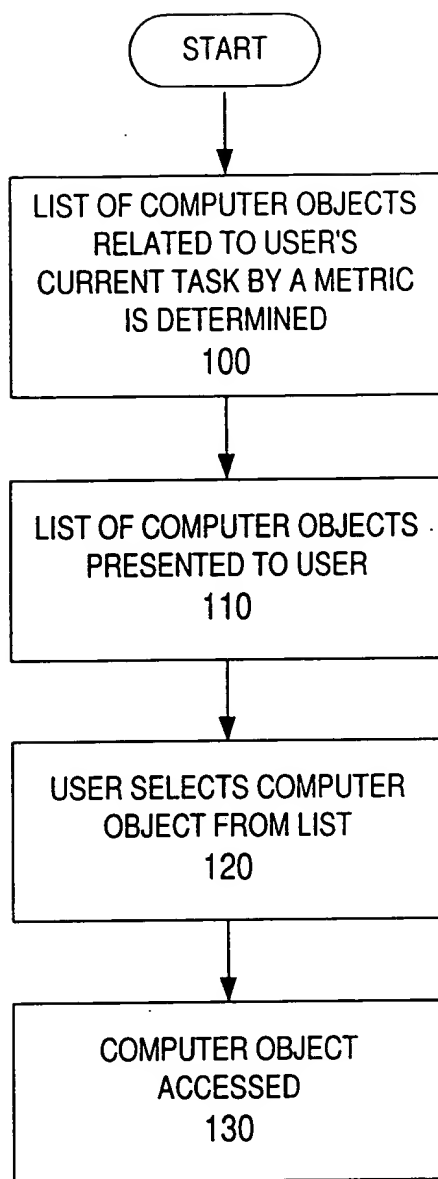 START
LIST OF COMPUTER OBJECTS
RELATED TO USER'S
CURRENT TASK BY A METRIC
IS DETERMINED
100
LIST OF COMPUTER OBJECTS
PRESENTED TO USER
110
USER SELECTS COMPUTER
OBJECT FROM LIST
120
COMPUTER OBJECT
ACCESSED
130